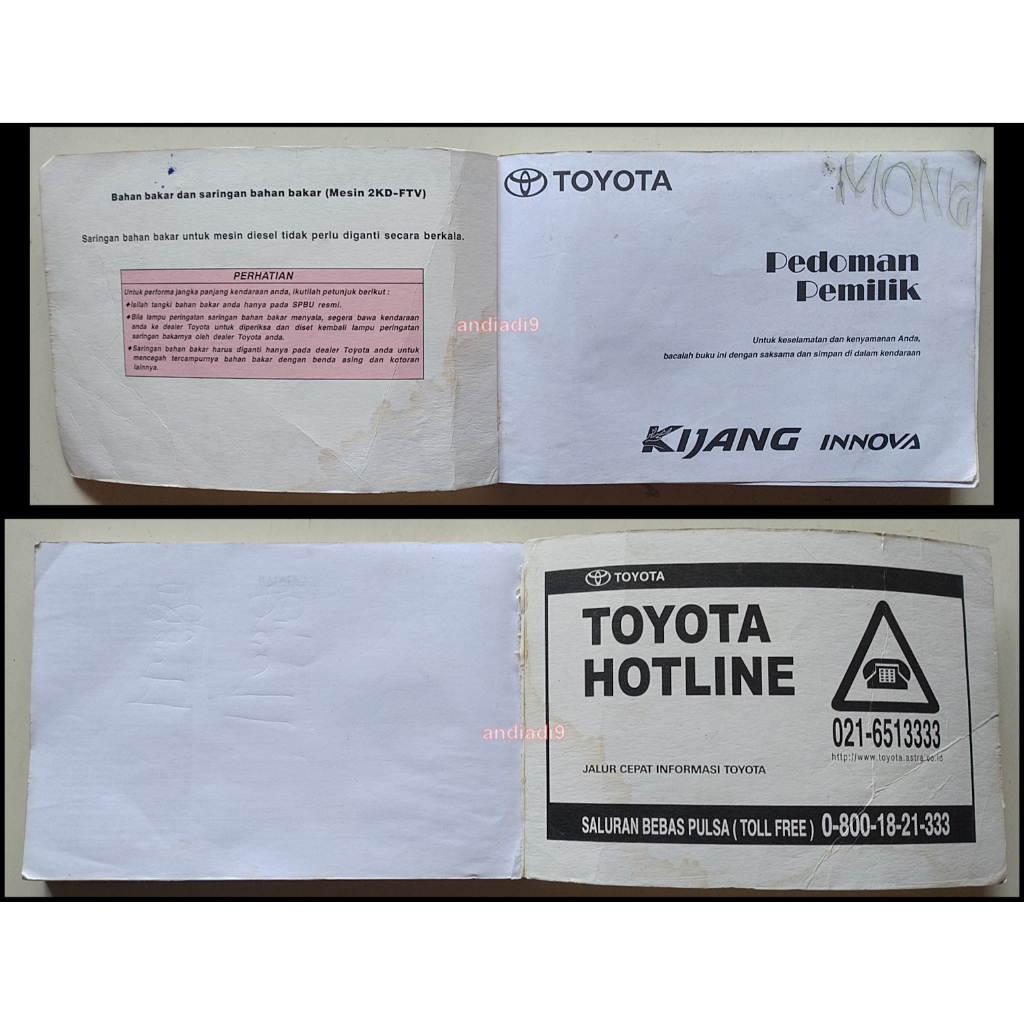 Bahan bakar dan saringan bahan bakar (Mesin 2KD-FTV)
Saringan bahan bakar untuk mesin diesel tidak perlu diganti secara berkala.
PERHATIAN
Untuk performa jangka panjang kendaraan anda, ikutilah petunjuk berikut :
♦Isilah tangki bahan bakar anda hanya pada SPBU resmi.
♦Bila lampu peringatan saringan bahan bakar menyala, segera bawa kendaraan
anda ke dealer Toyota untuk diperiksa dan diset kembali lampu peringatan
saringan bakarnya oleh dealer Toyota anda.
♦Saringan bahan bakar harus diganti hanya pada dealer Toyota anda untuk
mencegah tercampurnya bahan bakar dengan benda asing dan kotoran
lainnya.
andiadi9
TOYOTA
Pedoman
Pemilik
Untuk keselamatan dan kenyamanan Anda,
bacalah buku ini dengan saksama dan simpan di dalam kendaraan
KIJANG INNOVA
andiadi9
TOYOTA
TOYOTA
HOTLINE
021-6513333
http://www.toyota.astra.co.id
JALUR CEPAT INFORMASI TOYOTA
SALURAN BEBAS PULSA ( TOLL FREE ) 0-800-18-21-333